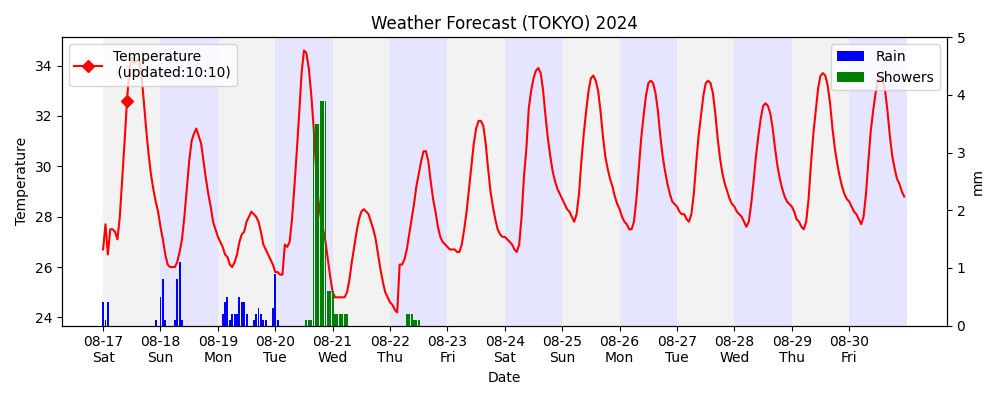 Weather Forecast (TOKYO) 2024
Temperature
(updated:10:10)
Rain
Showers
Temperature
34
32
30
28
26
24
5
4
3
2
1
0
mm
08-17 08-18 08-19 08-20 08-21 08-22 08-23 08-24 08-25 08-26 08-27 08-28 08-29 08-30
Sat Sun Mon Tue Wed Thu Fri Sat Sun Mon Tue Wed Thu Fri
Date